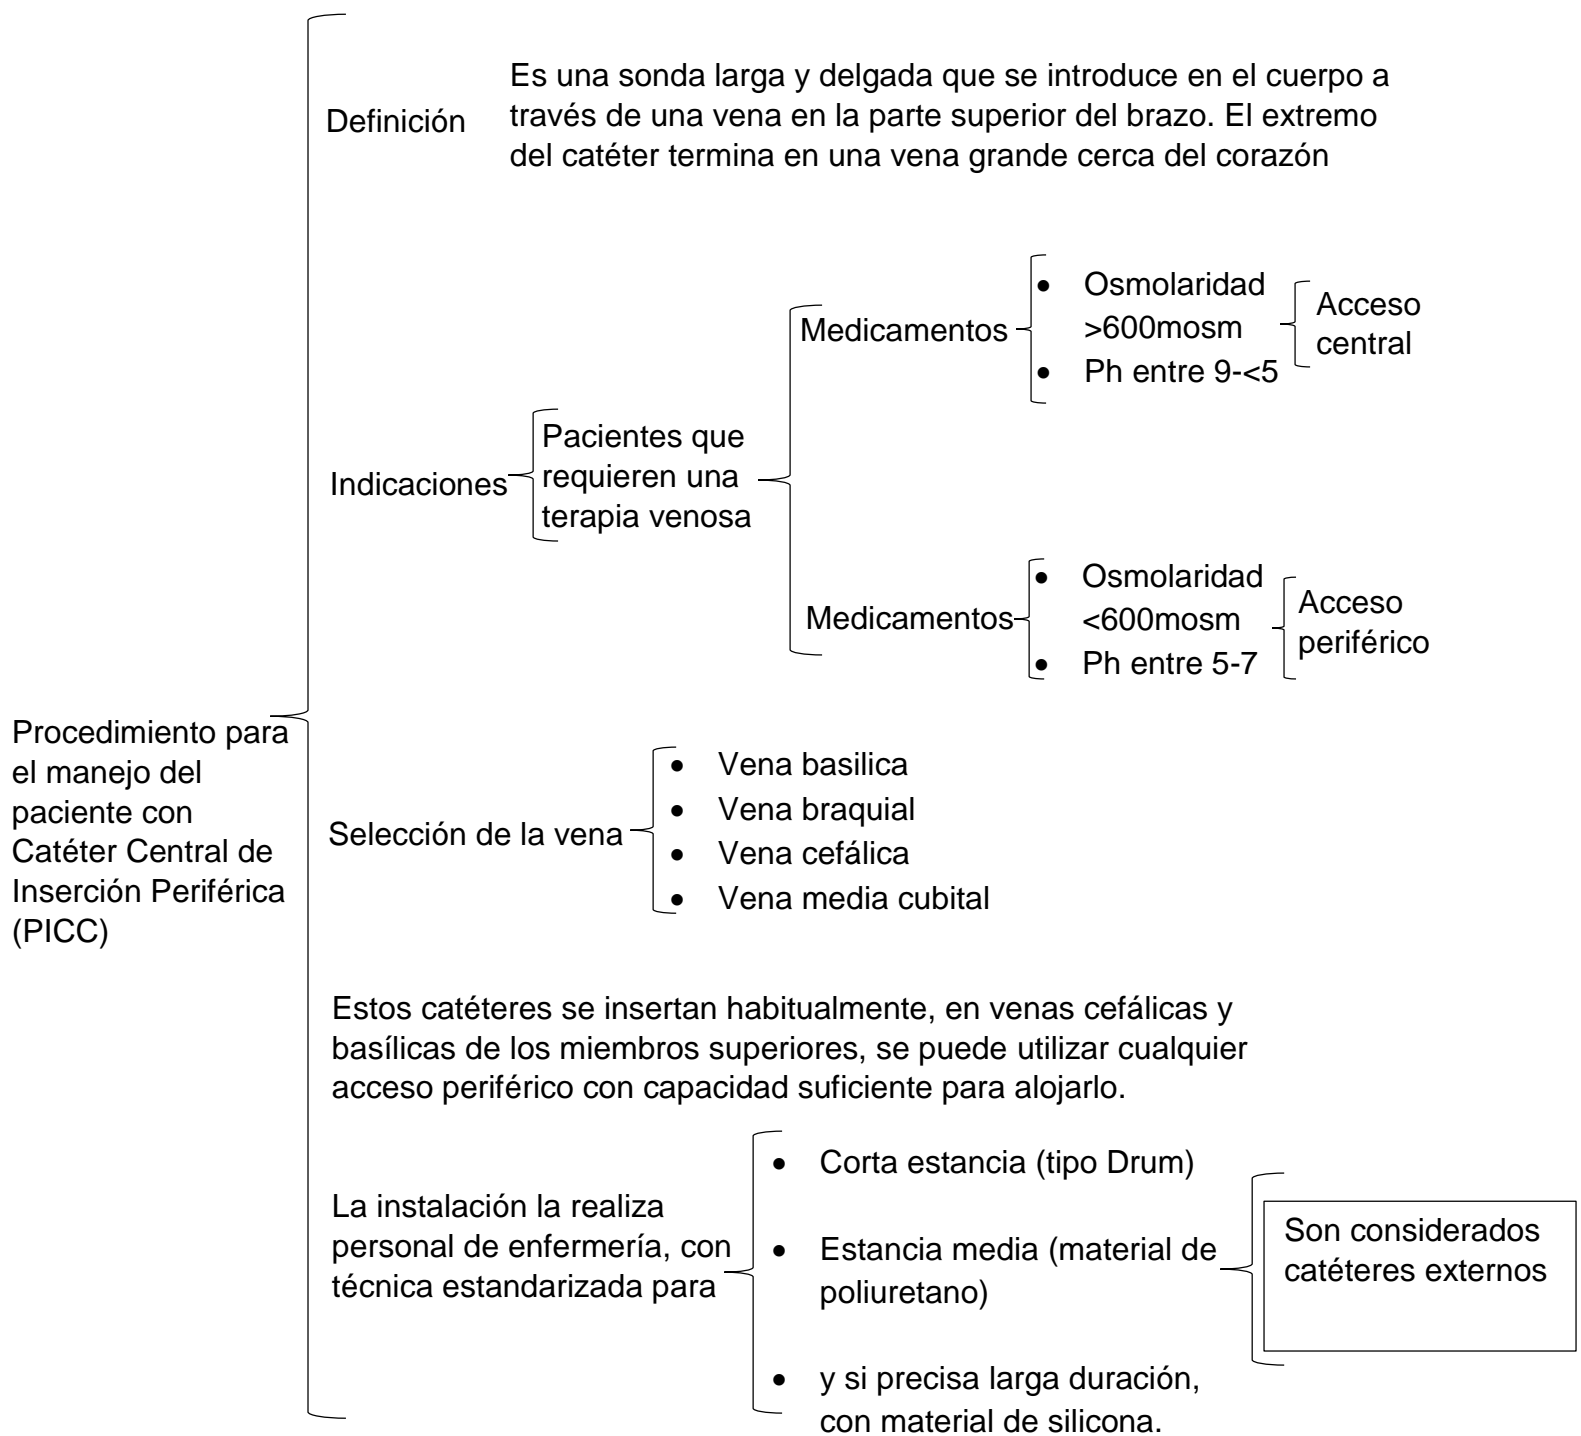 Procedimiento para
el manejo del
paciente con
Catéter Central de
Inserción Periférica
(PICC)
Definición
Es una sonda larga y delgada que se introduce en el cuerpo a
través de una vena en la parte superior del brazo. El extremo
del catéter termina en una vena grande cerca del corazón
Indicaciones
Pacientes que
requieren una
terapia venosa
Medicamentos
• Osmolaridad
>600mosm
• Ph entre 9-<5
Acceso
central
Medicamentos
• Osmolaridad
<600mosm
• Ph entre 5-7
Acceso
periférico
Selección de la vena
• Vena basilica
• Vena braquial
• Vena cefálica
• Vena media cubital
Estos catéteres se insertan habitualmente, en venas cefálicas y
basílicas de los miembros superiores, se puede utilizar cualquier
acceso periférico con capacidad suficiente para alojarlo.
La instalación la realiza
personal de enfermería, con
técnica estandarizada para
• Corta estancia (tipo Drum)
• Estancia media (material de
poliuretano)
• y si precisa larga duración,
con material de silicona.
Son considerados
catéteres externos